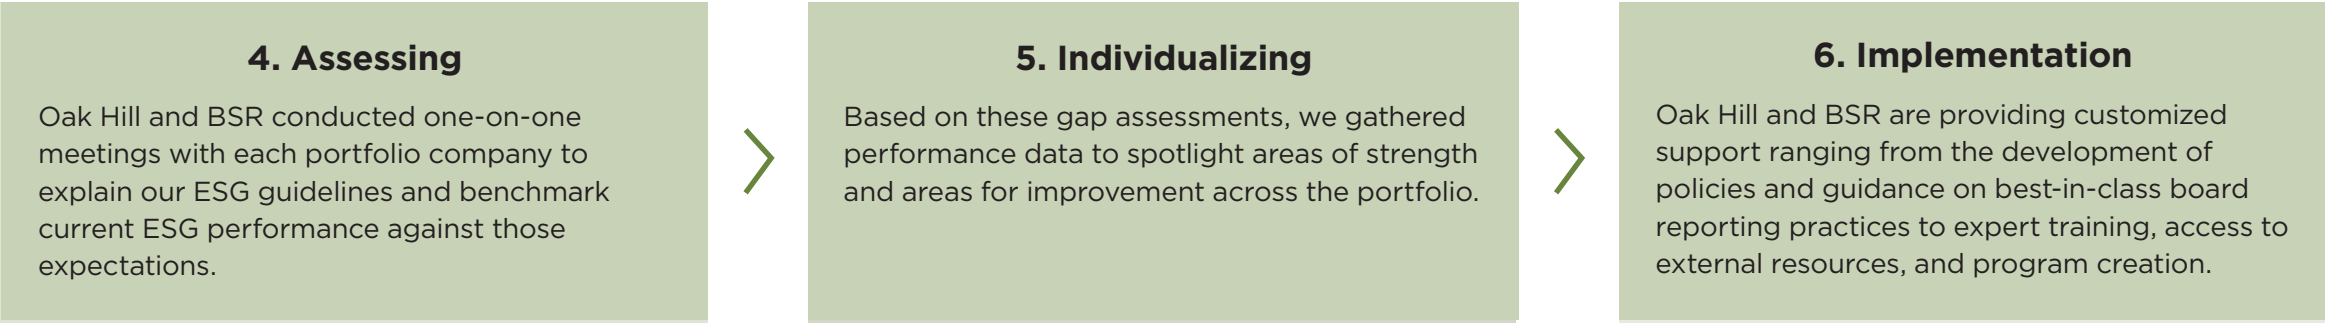 4. Assessing
Oak Hill and BSR conducted one-on-one
meetings with each portfolio company to
explain our ESG guidelines and benchmark
current ESG performance against those
expectations.
5. Individualizing
Based on these gap assessments, we gathered
performance data to spotlight areas of strength
and areas for improvement across the portfolio.
6. Implementation
Oak Hill and BSR are providing customized
support ranging from the development of
policies and guidance on best-in-class board
reporting practices to expert training, access to
external resources, and program creation.